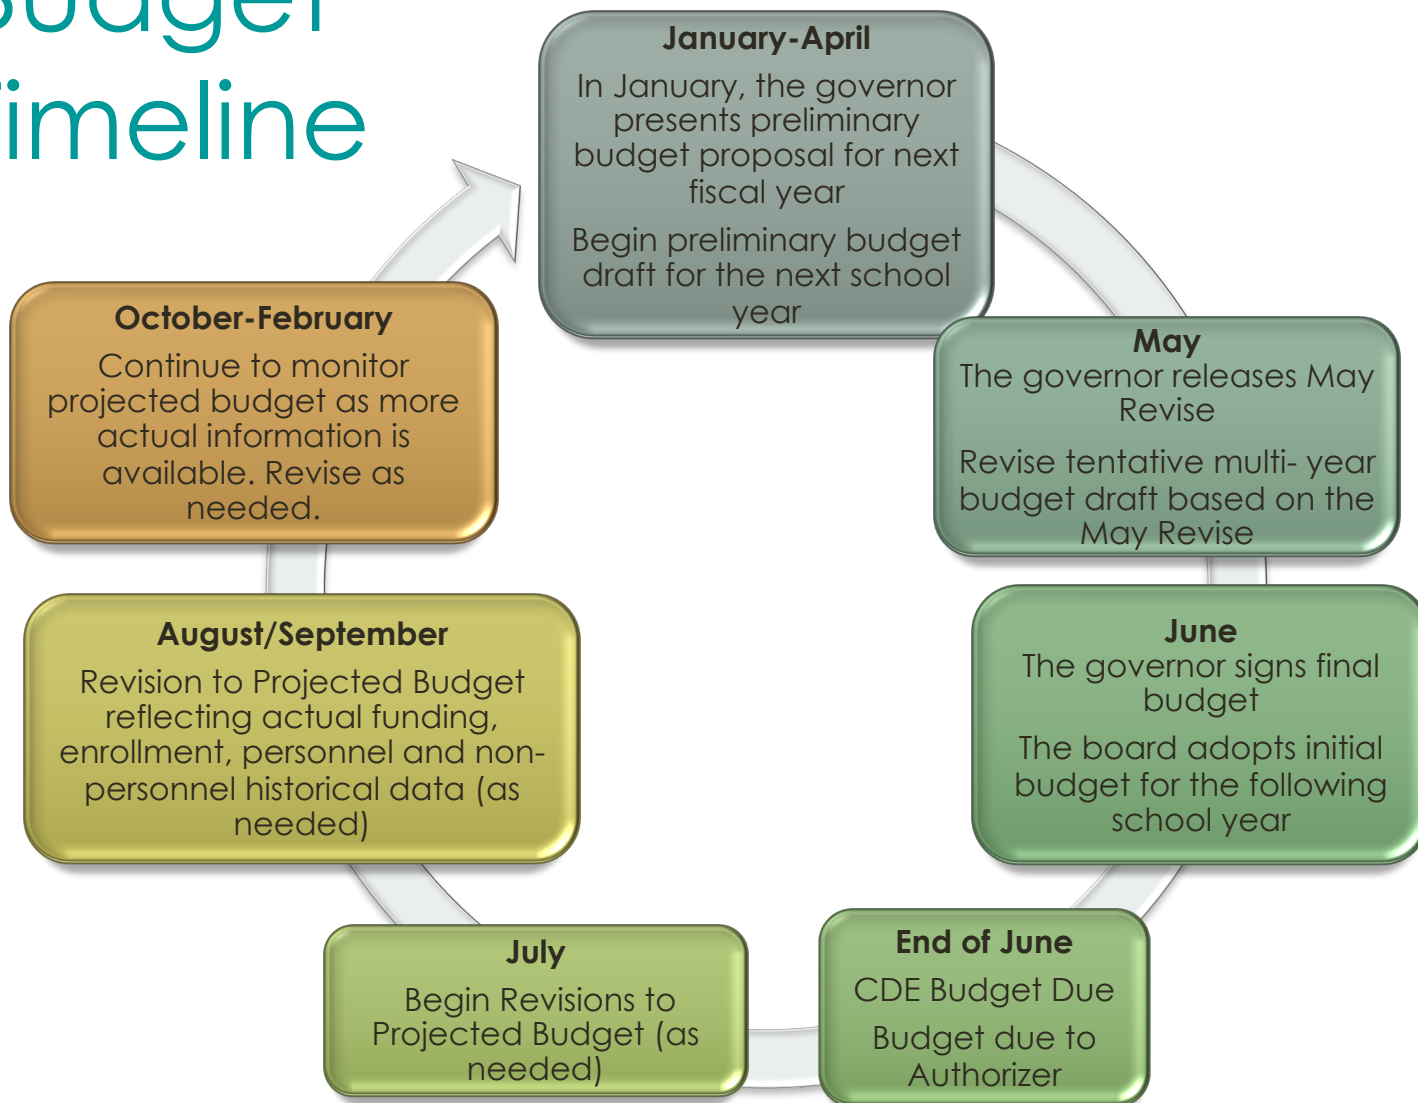 Budget
Timeline
January-April
In January, the governor
presents preliminary
budget proposal for next
fiscal year
Begin preliminary budget
draft for the next school
year
May
The governor releases May
Revise
Revise tentative multi- year
budget draft based on the
May Revise
June
The governor signs final
budget
The board adopts initial
budget for the following
school year
End of June
CDE Budget Due
Budget due to
Authorizer
July
Begin Revisions to
Projected Budget (as
needed)
August/September
Revision to Projected Budget
reflecting actual funding,
enrollment, personnel and non-
personnel historical data (as
needed)
October-February
Continue to monitor
projected budget as more
actual information is
available. Revise as
needed.